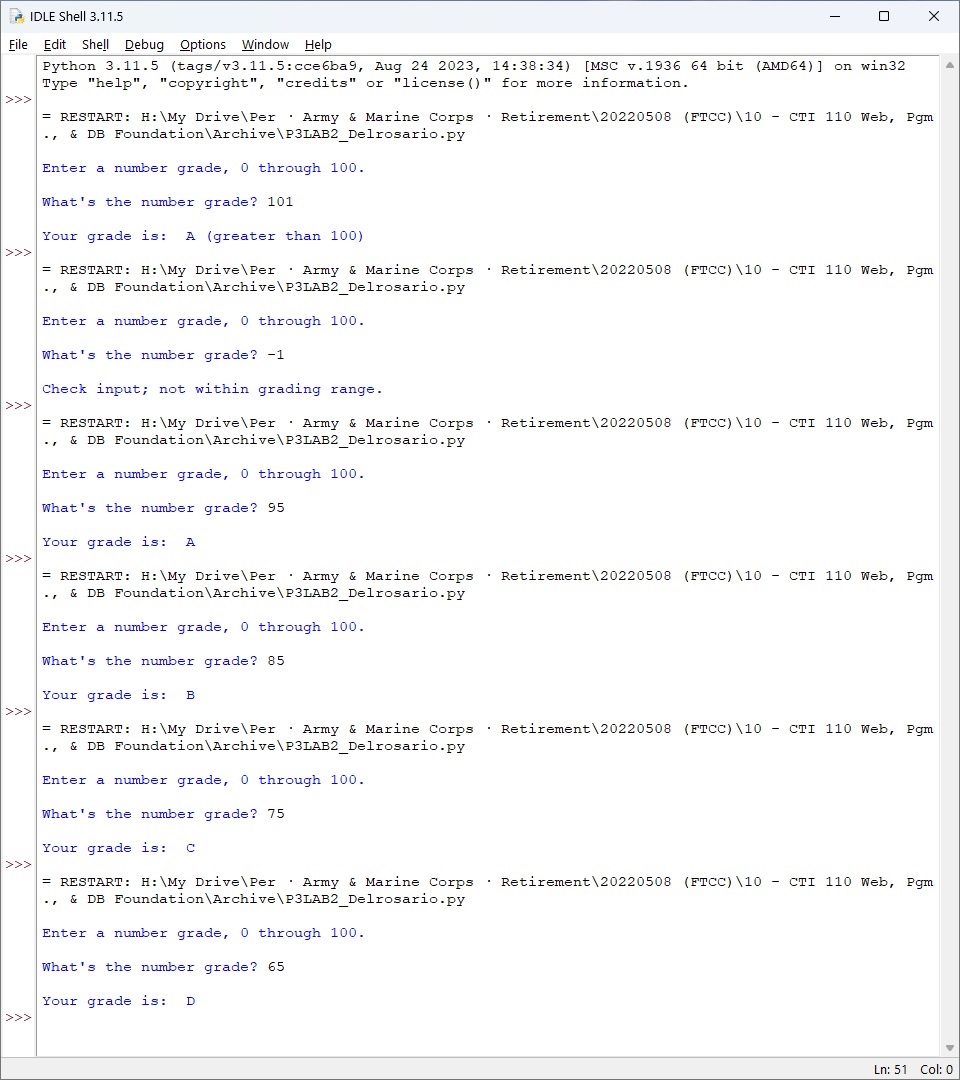 IDLE Shell 3.11.5
File Edit Shell Debug Options Window Help
Python 3.11.5 (tags/v3.11.5:cce6ba9, Aug 24 2023, 14:38:34) [MSC v.1936 64 bit (AMD64)] on win32
Type "help", "copyright", "credits" or "license()" for more information.
>>>
= RESTART: H:\My Drive\Per · Army & Marine Corps · Retirement\20220508 (FTCC)\10 - CTI 110 Web, Pgm
., & DB Foundation\Archive\P3LAB2_Delrosario.py
Enter a number grade, 0 through 100.
What's the number grade? 101
Your grade is:  A (greater than 100)
>>>
= RESTART: H:\My Drive\Per · Army & Marine Corps · Retirement\20220508 (FTCC)\10 - CTI 110 Web, Pgm
., & DB Foundation\Archive\P3LAB2_Delrosario.py
Enter a number grade, 0 through 100.
What's the number grade? -1
Check input; not within grading range.
>>>
= RESTART: H:\My Drive\Per · Army & Marine Corps · Retirement\20220508 (FTCC)\10 - CTI 110 Web, Pgm
., & DB Foundation\Archive\P3LAB2_Delrosario.py
Enter a number grade, 0 through 100.
What's the number grade? 95
Your grade is:  A
>>>
= RESTART: H:\My Drive\Per · Army & Marine Corps · Retirement\20220508 (FTCC)\10 - CTI 110 Web, Pgm
., & DB Foundation\Archive\P3LAB2_Delrosario.py
Enter a number grade, 0 through 100.
What's the number grade? 85
Your grade is:  B
>>>
= RESTART: H:\My Drive\Per · Army & Marine Corps · Retirement\20220508 (FTCC)\10 - CTI 110 Web, Pgm
., & DB Foundation\Archive\P3LAB2_Delrosario.py
Enter a number grade, 0 through 100.
What's the number grade? 75
Your grade is:  C
>>>
= RESTART: H:\My Drive\Per · Army & Marine Corps · Retirement\20220508 (FTCC)\10 - CTI 110 Web, Pgm
., & DB Foundation\Archive\P3LAB2_Delrosario.py
Enter a number grade, 0 through 100.
What's the number grade? 65
Your grade is:  D
>>>
Ln: 51 Col: 0